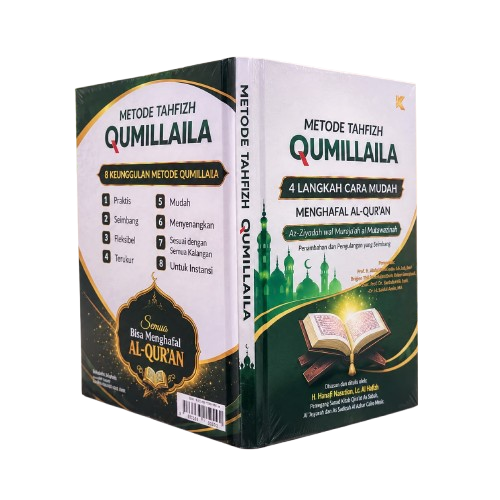 METODE TAHFIZH
QUMILLAILA
8 KEUNGGULAN METODE QUMILLAILA
1 Praktis
2 Seimbang
3 Fleksibel
4 Terukur
5 Mudah
6 Menyenangkan
7 Sesuai dengan
Semua Kalangan
8 Untuk Instansi
Semua
Bisa Menghafal
AL-QUR'AN
METODE TAHFIZH QUMILLAILA
METODE TAHFIZH
QUMILLAILA
4 LANGKAH CARA MUDAH
MENGHAFAL AL-QUR'AN
Az-Ziyadah wal Muraja'ah al Mutawazinah
Penambahan dan Pengulangan yang Seimbang
Disusun dan ditulis oleh:
H. Hanafi Nasution, Lc. Al Hafizh
Pemegang Sanad Kitab